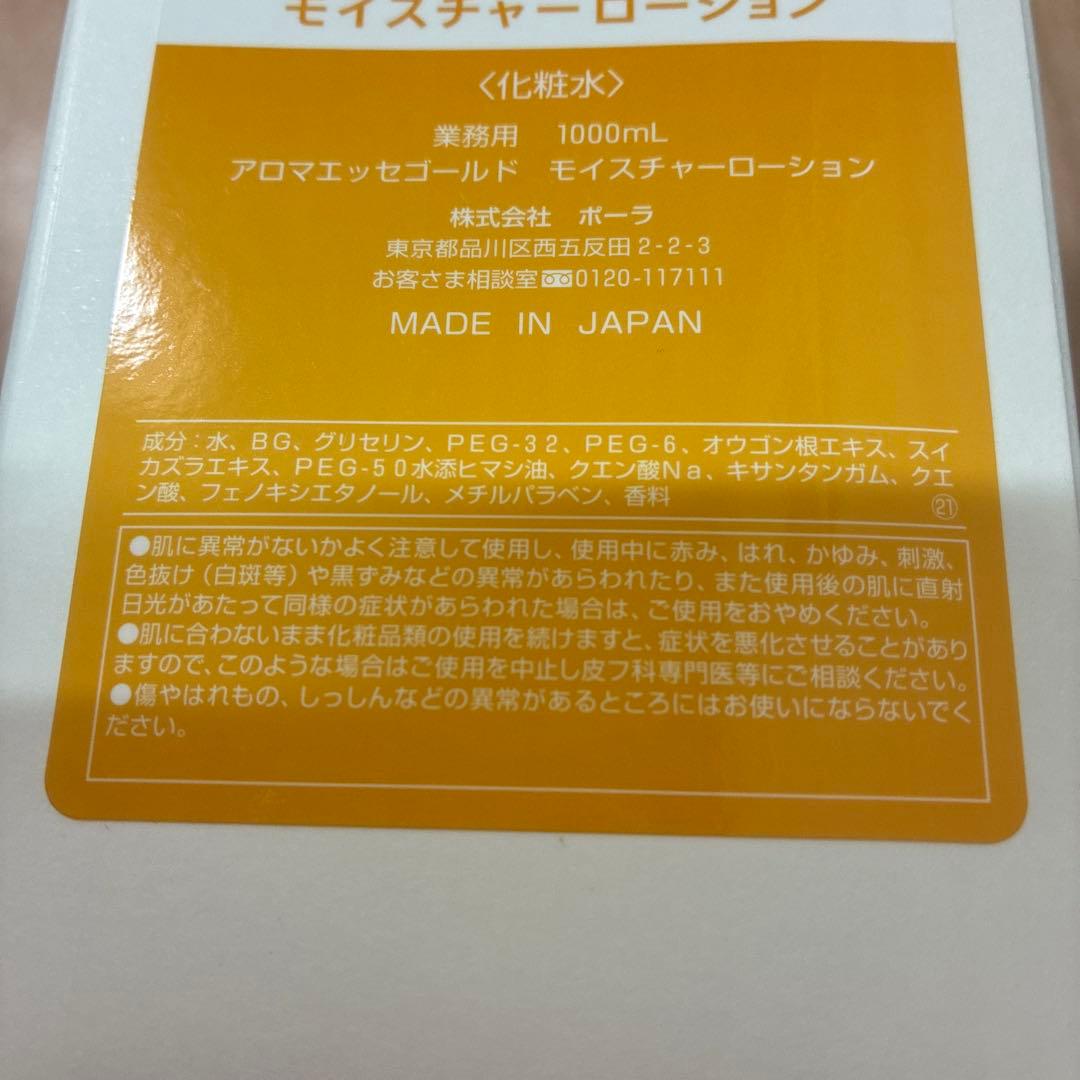 モイスチャーローション
〈化粧水〉
業務用　1000mL
アロマエッセゴールド　モイスチャーローション
株式会社　ポーラ
東京都品川区西五反田2-2-3
お客さま相談室0120-117111
MADE IN JAPAN
成分：水、BG、グリセリン、PEG-32、PEG-6、オウゴン根エキス、スイ
カズラエキス、PEG-50水添ヒマシ油、クエン酸Na、キサンタンガム、クエ
ン酸、フェノキシエタノール、メチルパラベン、香料
㉑
●肌に異常がないかよく注意して使用し、使用中に赤み、はれ、かゆみ、刺激、
色抜け（白斑等）や黒ずみなどの異常があらわれたり、また使用後の肌に直射
日光があたって同様の症状があらわれた場合は、ご使用をおやめください。
●肌に合わないまま化粧品類の使用を続けますと、症状を悪化させることがあり
ますので、このような場合はご使用を中止し皮フ科専門医等にご相談ください。
●傷やはれもの、しっしんなどの異常があるところにはお使いにならないでく
ださい。